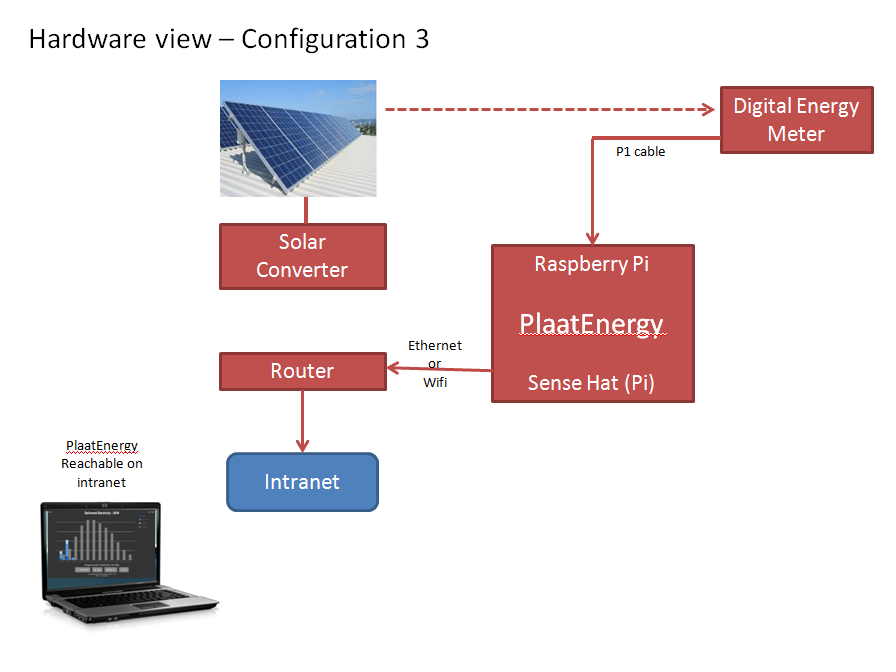 Hardware view – Configuration 3
Digital Energy
Meter
P1 cable
Solar
Converter
Raspberry Pi
PlaatEnergy
Sense Hat (Pi)
Ethernet
or
Wifi
Router
PlaatEnergy
Reachable on
intranet
Intranet